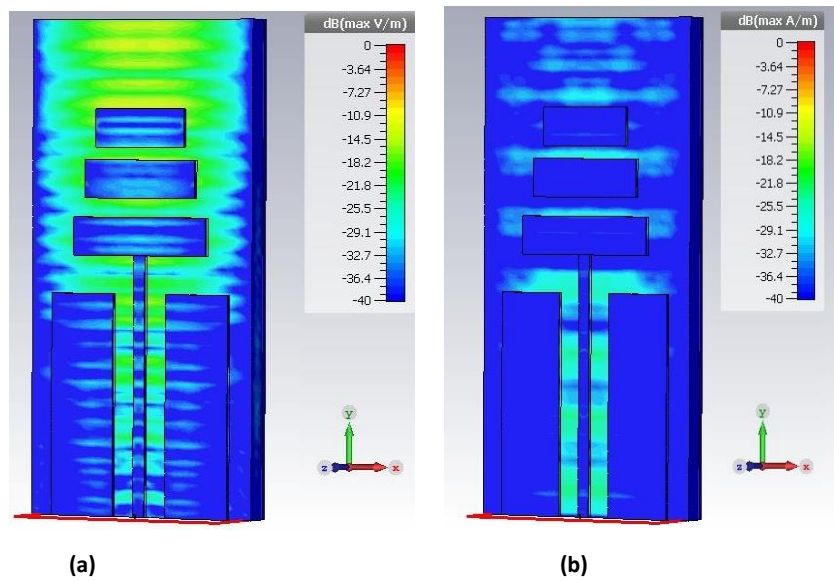 dB(max V/m)
0
-3.64
-7.27
-10.9
-14.5
-18.2
-21.8
-25.5
-29.1
-32.7
-36.4
-40
y
z
x
(a)
dB(max A/m)
0
-3.64
-7.27
-10.9
-14.5
-18.2
-21.8
-25.5
-29.1
-32.7
-36.4
-40
y
z
x
(b)